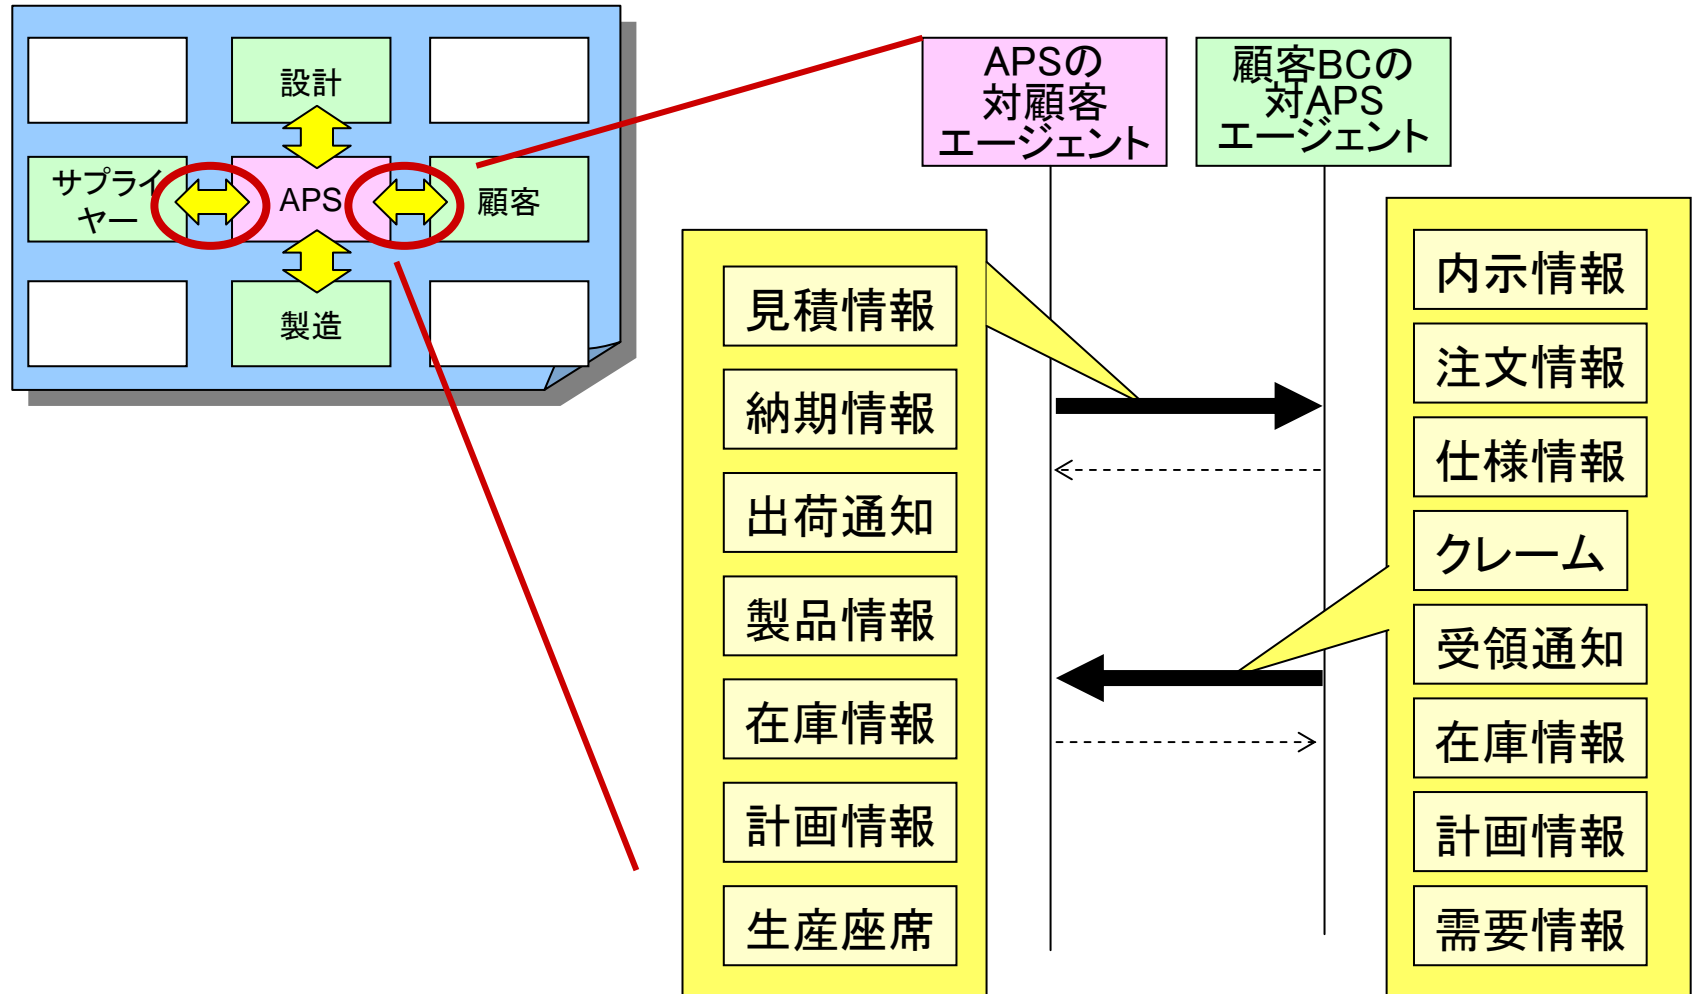 設計
サプライ
ヤー
APS
顧客
製造
APSの
対顧客
エージェント
顧客BCの
対APS
エージェント
見積情報
納期情報
出荷通知
製品情報
在庫情報
計画情報
生産座席
内示情報
注文情報
仕様情報
クレーム
受領通知
在庫情報
計画情報
需要情報